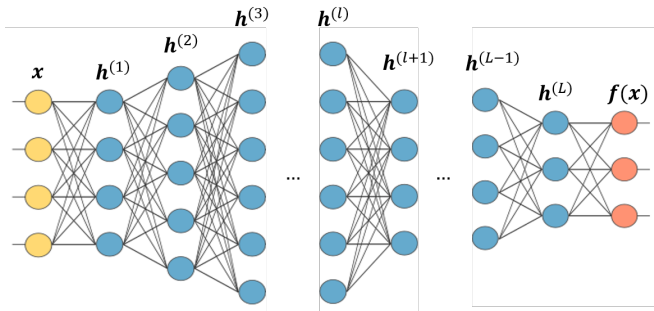 x
h^(1)
h^(2)
h^(3)
...
h^(l)
h^(l+1)
...
h^(L-1)
h^(L)
f(x)